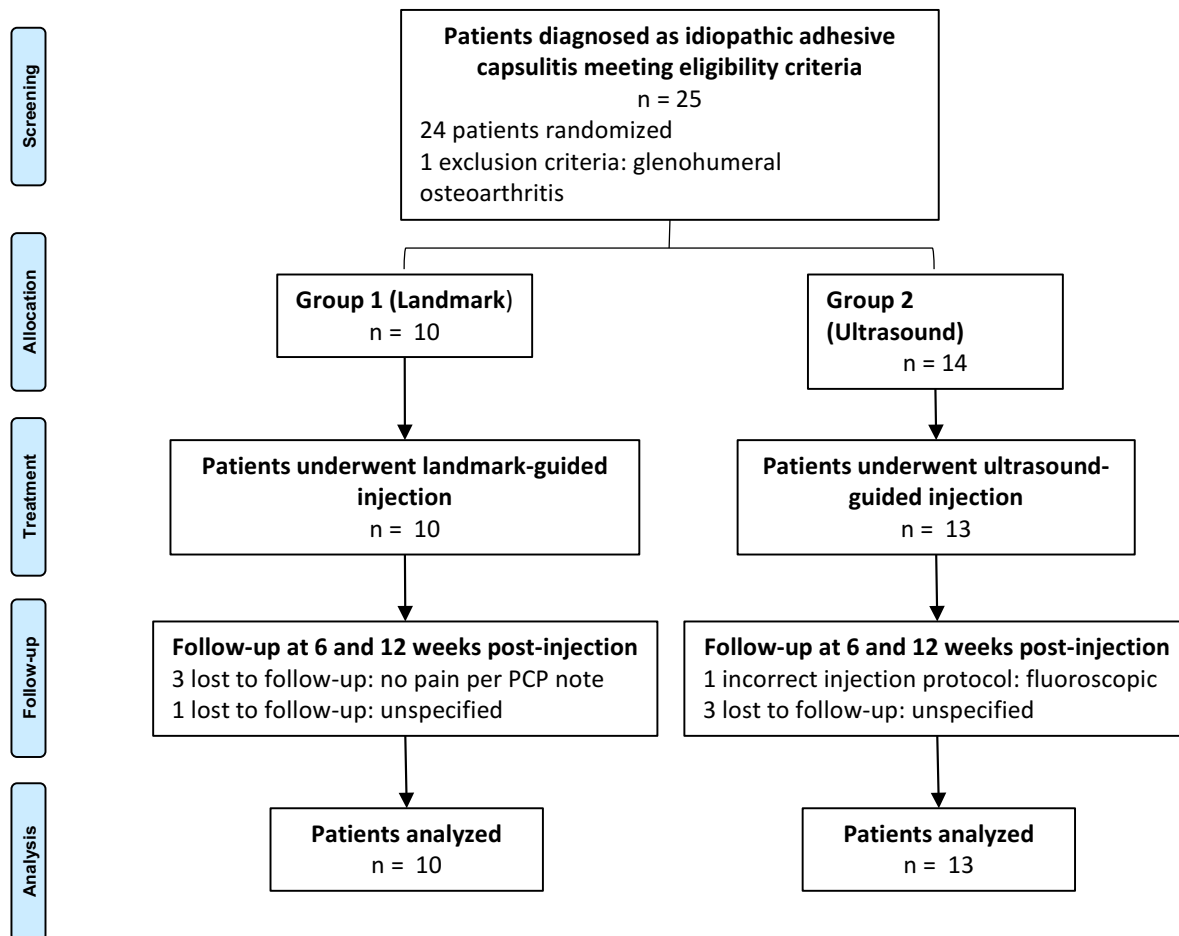 Screening
Patients diagnosed as idiopathic adhesive
capsulitis meeting eligibility criteria
n = 25
24 patients randomized
1 exclusion criteria: glenohumeral
osteoarthritis
Allocation
Group 1 (Landmark)
n = 10
Group 2
(Ultrasound)
n = 14
Treatment
Patients underwent landmark-guided
injection
n = 10
Patients underwent ultrasound-
guided injection
n = 13
Follow-up
Follow-up at 6 and 12 weeks post-injection
3 lost to follow-up: no pain per PCP note
1 lost to follow-up: unspecified
Follow-up at 6 and 12 weeks post-injection
1 incorrect injection protocol: fluoroscopic
3 lost to follow-up: unspecified
Analysis
Patients analyzed
n = 10
Patients analyzed
n = 13